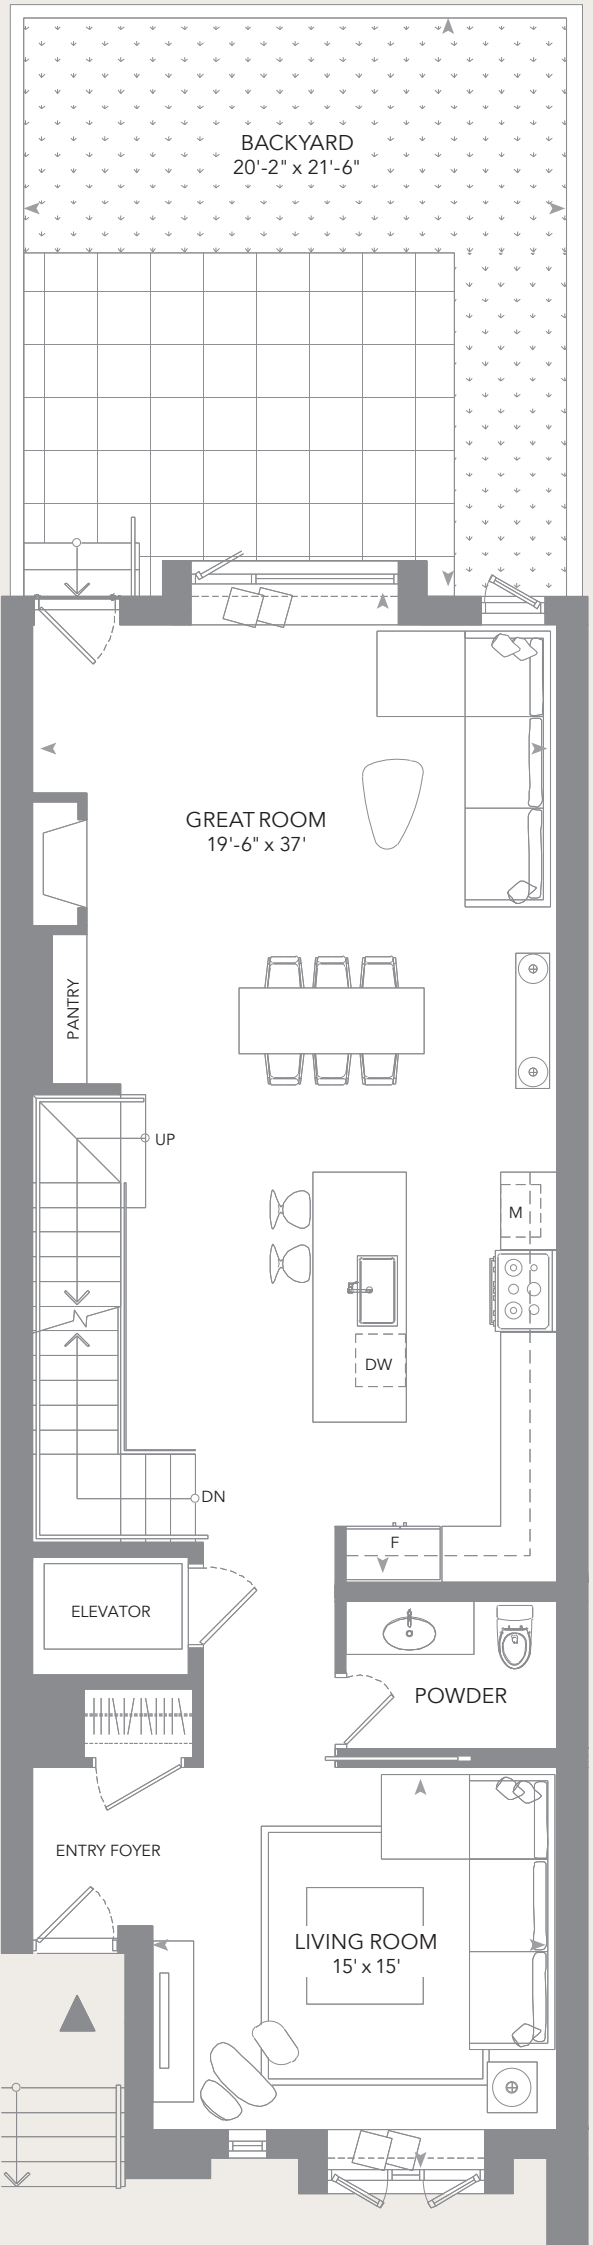 BACKYARD
20'-2" x 21'-6"
GREAT ROOM
19'-6" x 37'
PANTRY
UP
M
DW
DN
F
ELEVATOR
POWDER
ENTRY FOYER
LIVING ROOM
15' x 15'